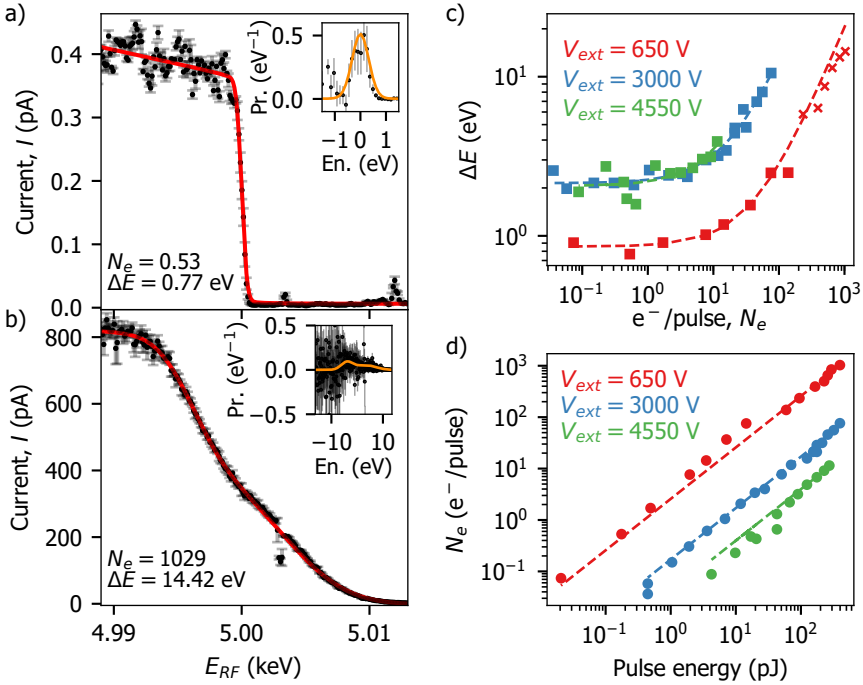 a)
0.4
0.3
0.2
0.1
0.0
Current, I (pA)
N_e = 0.53
ΔE = 0.77 eV
0.5
0.0
Pr. (eV⁻¹)
−1 0 1
En. (eV)
b)
800
600
400
200
0
Current, I (pA)
N_e = 1029
ΔE = 14.42 eV
0.5
0.0
−0.5
Pr. (eV⁻¹)
−10 0 10
En. (eV)
4.99 5.00 5.01
E_RF (keV)
c)
V_ext = 650 V
V_ext = 3000 V
V_ext = 4550 V
10¹
10⁰
ΔE (eV)
10⁻¹ 10⁰ 10¹ 10² 10³
e⁻/pulse, N_e
d)
V_ext = 650 V
V_ext = 3000 V
V_ext = 4550 V
10³
10²
10¹
10⁰
10⁻¹
N_e (e⁻/pulse)
10⁻¹ 10⁰ 10¹ 10²
Pulse energy (pJ)